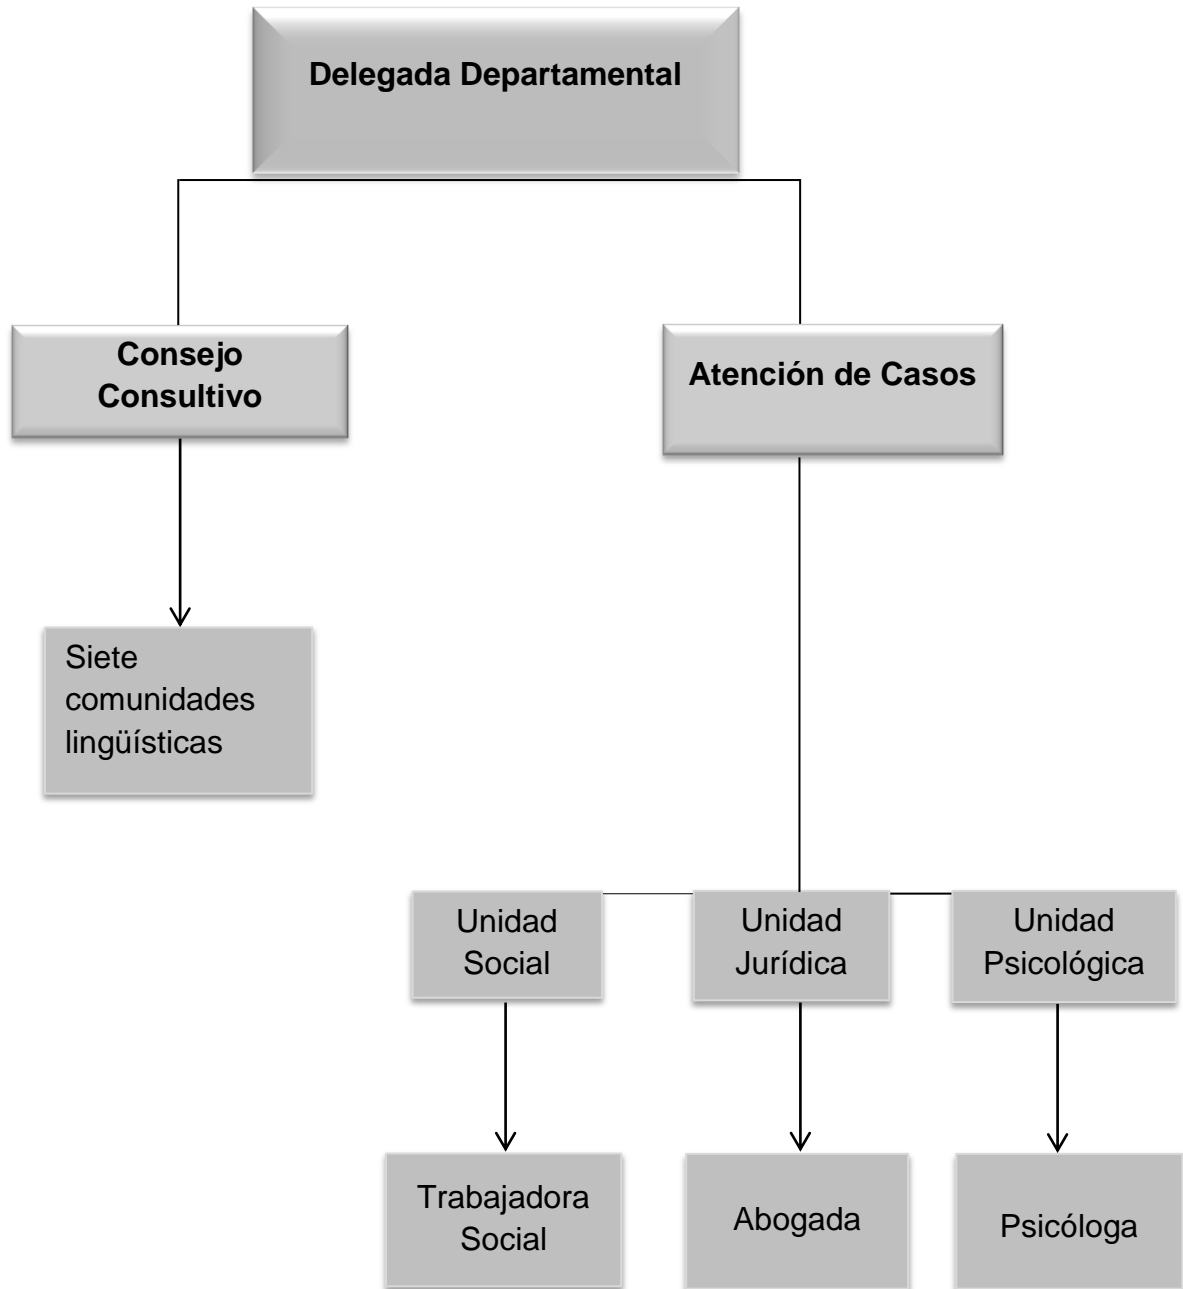 Delegada Departamental
Consejo
Consultivo
Atención de Casos
Siete
comunidades
lingüísticas
Unidad
Social
Unidad
Jurídica
Unidad
Psicológica
Trabajadora
Social
Abogada
Psicóloga